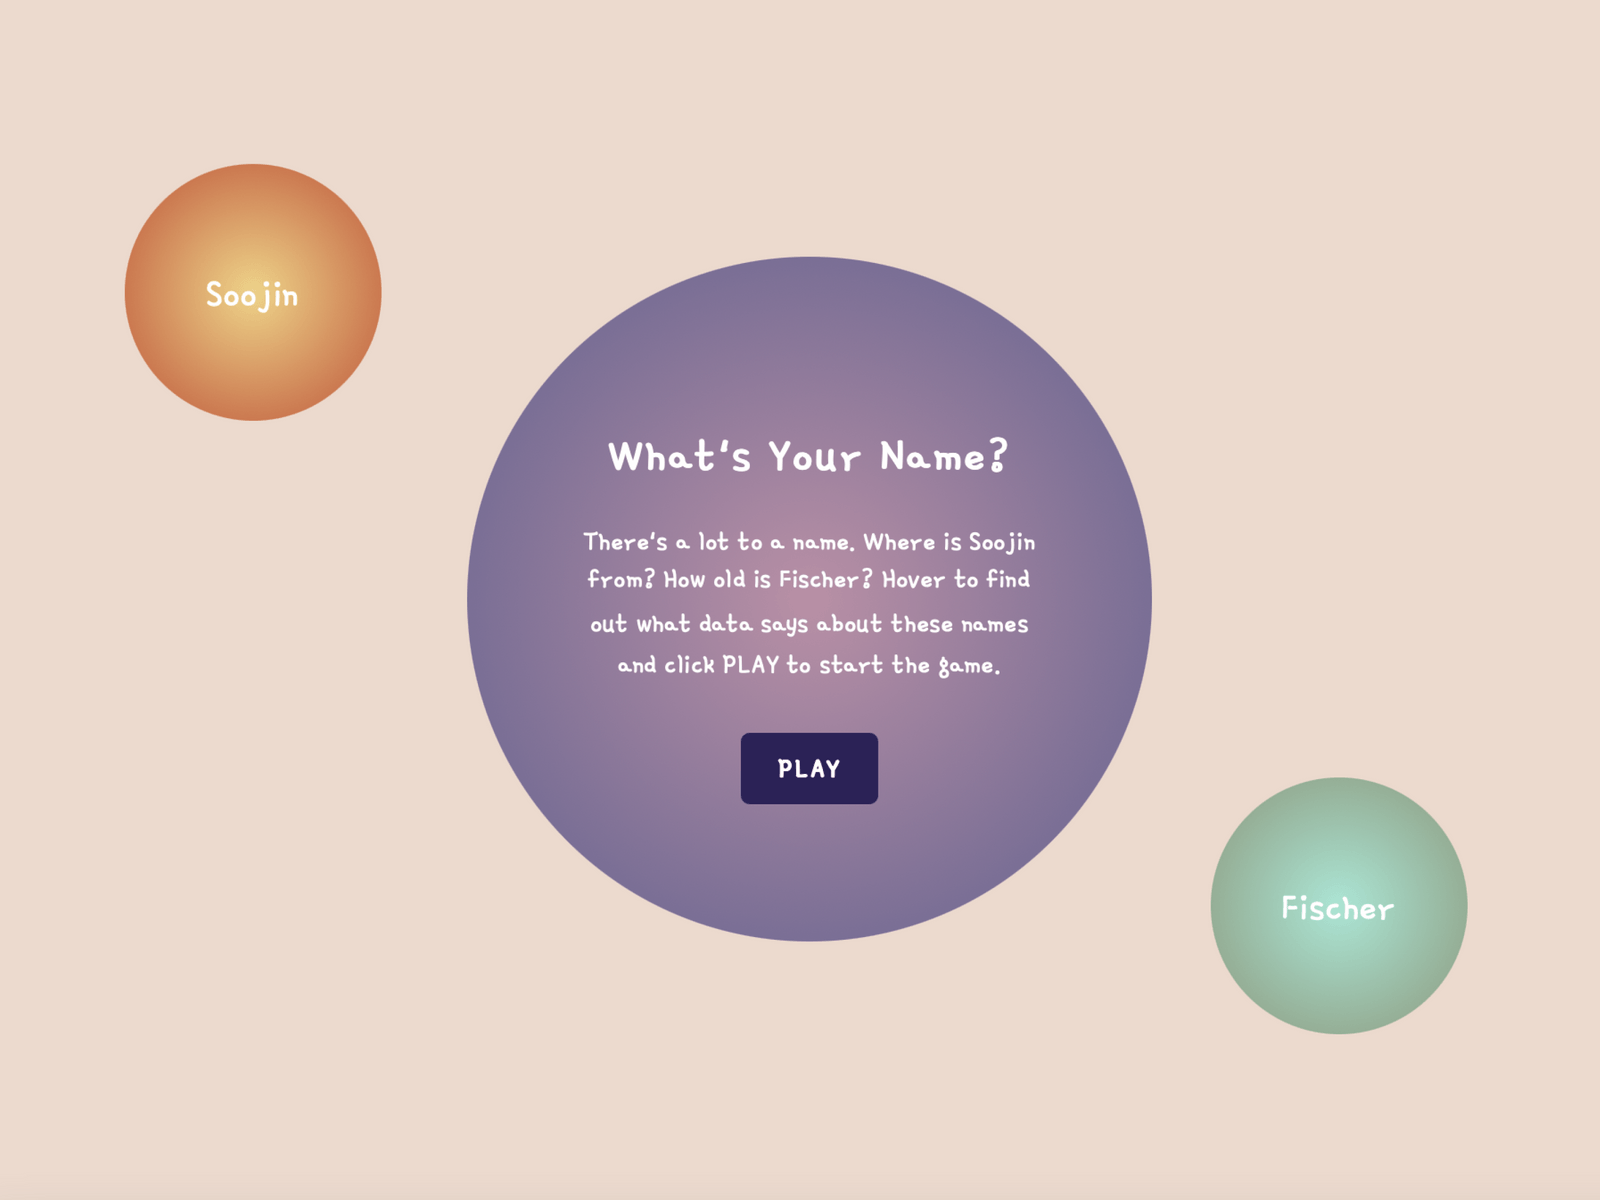 Soojin
What's Your Name?
There's a lot to a name. Where is Soojin
from? How old is Fischer? Hover to find
out what data says about these names
and click PLAY to start the game.
PLAY
Fischer